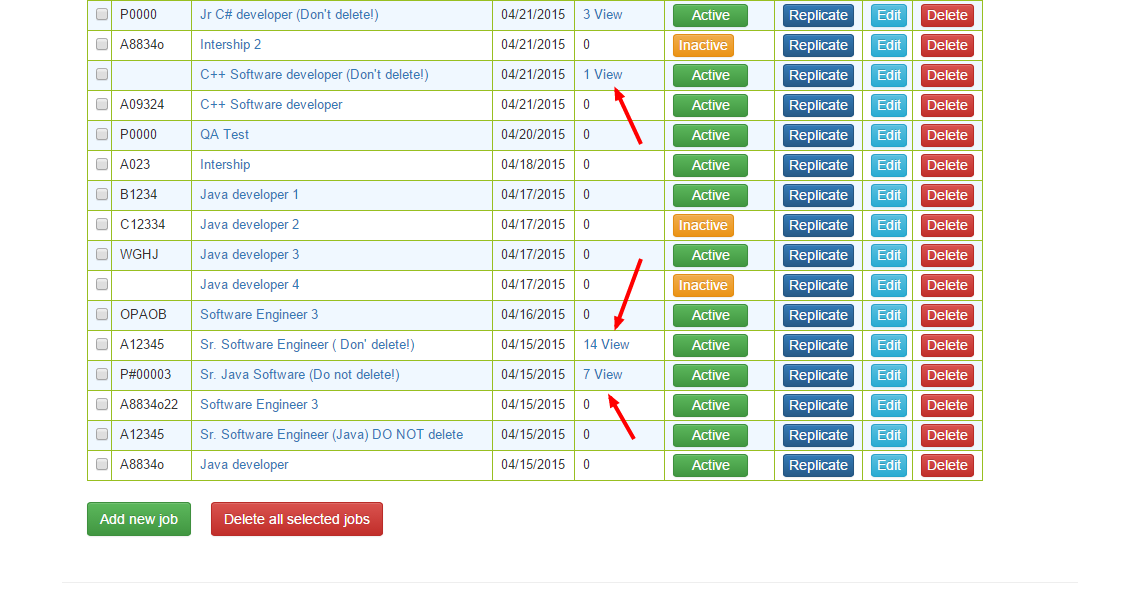 P0000 Jr C# developer (Don't delete!) 04/21/2015 3 View Active Replicate Edit Delete
A8834o Intership 2 04/21/2015 0 Inactive Replicate Edit Delete
C++ Software developer (Don't delete!) 04/21/2015 1 View Active Replicate Edit Delete
A09324 C++ Software developer 04/21/2015 0 Active Replicate Edit Delete
P0000 QA Test 04/20/2015 0 Active Replicate Edit Delete
A023 Intership 04/18/2015 0 Active Replicate Edit Delete
B1234 Java developer 1 04/17/2015 0 Active Replicate Edit Delete
C12334 Java developer 2 04/17/2015 0 Inactive Replicate Edit Delete
WGHJ Java developer 3 04/17/2015 0 Active Replicate Edit Delete
Java developer 4 04/17/2015 0 Inactive Replicate Edit Delete
OPAOB Software Engineer 3 04/16/2015 0 Active Replicate Edit Delete
A12345 Sr. Software Engineer ( Don' delete!) 04/15/2015 14 View Active Replicate Edit Delete
P#00003 Sr. Java Software (Do not delete!) 04/15/2015 7 View Active Replicate Edit Delete
A8834o22 Software Engineer 3 04/15/2015 0 Active Replicate Edit Delete
A12345 Sr. Software Engineer (Java) DO NOT delete 04/15/2015 0 Active Replicate Edit Delete
A8834o Java developer 04/15/2015 0 Active Replicate Edit Delete
Add new job Delete all selected jobs